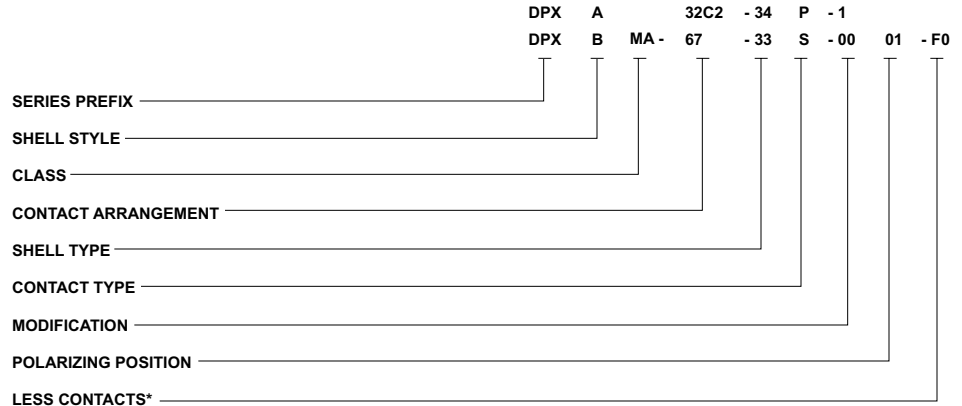 DPX A 32C2 - 34 P - 1
DPX B MA - 67 - 33 S - 00 01 - F0
SERIES PREFIX
SHELL STYLE
CLASS
CONTACT ARRANGEMENT
SHELL TYPE
CONTACT TYPE
MODIFICATION
POLARIZING POSITION
LESS CONTACTS*